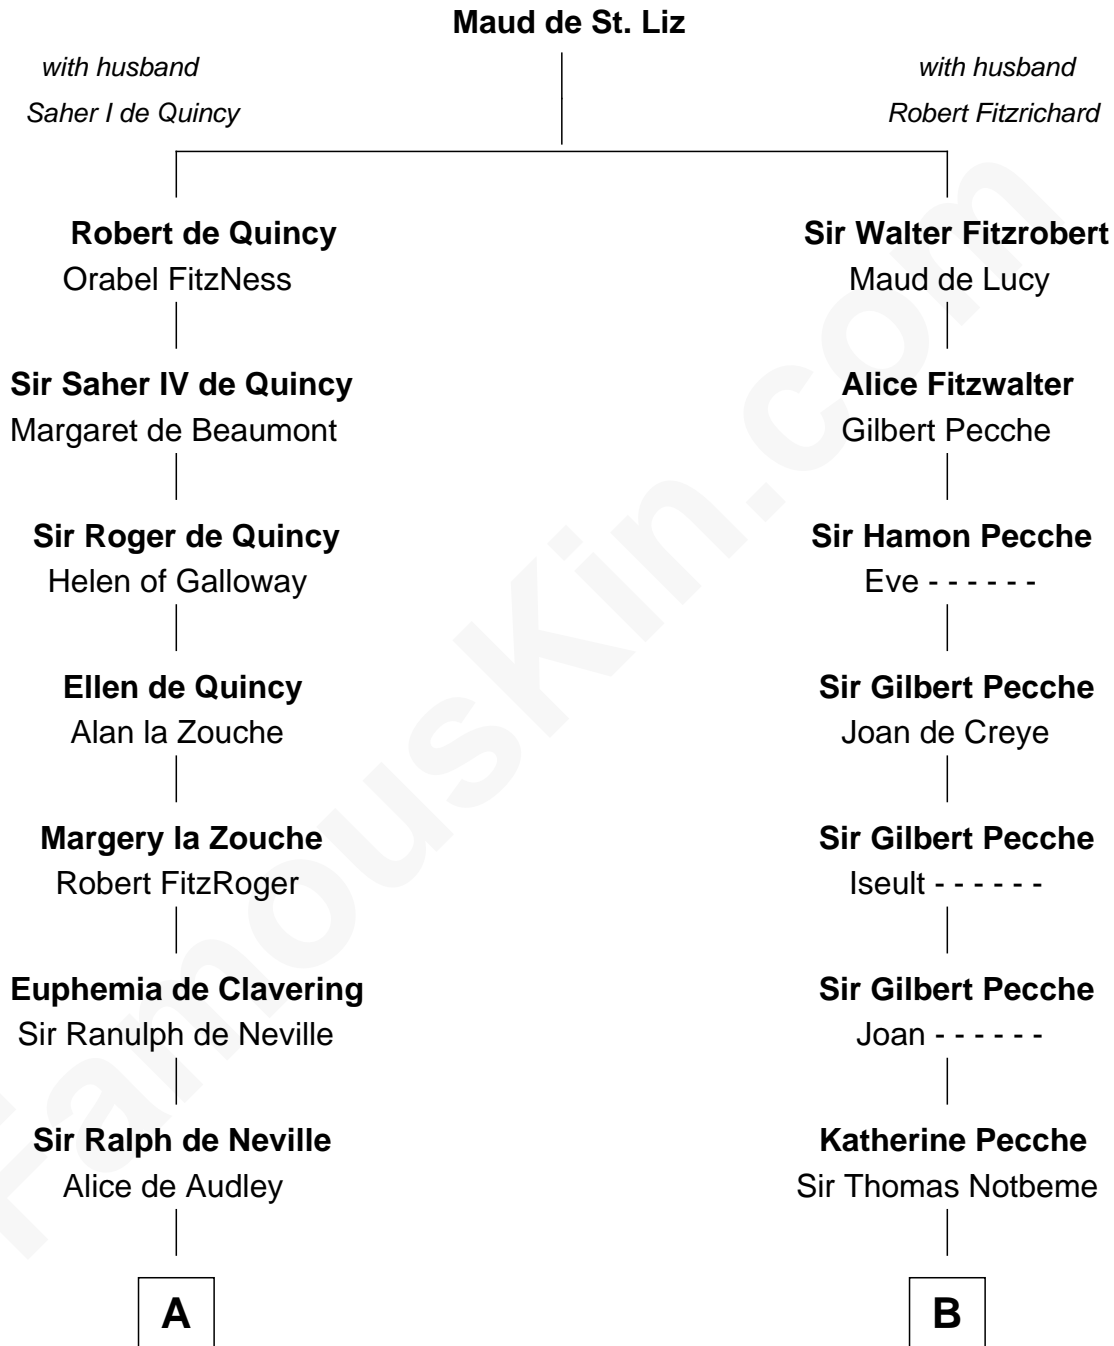 Maud de St. Liz
with husband
Saher I de Quincy
with husband
Robert Fitzrichard
Robert de Quincy
Orabel FitzNess
Sir Walter Fitzrobert
Maud de Lucy
Sir Saher IV de Quincy
Margaret de Beaumont
Alice Fitzwalter
Gilbert Pecche
Sir Roger de Quincy
Helen of Galloway
Sir Hamon Pecche
Eve - - - - - -
Ellen de Quincy
Alan la Zouche
Sir Gilbert Pecche
Joan de Creye
Margery la Zouche
Robert FitzRoger
Sir Gilbert Pecche
Iseult - - - - - -
Euphemia de Clavering
Sir Ranulph de Neville
Sir Gilbert Pecche
Joan - - - - - -
Sir Ralph de Neville
Alice de Audley
Katherine Pecche
Sir Thomas Notbeme
A
B
FamousKin.com